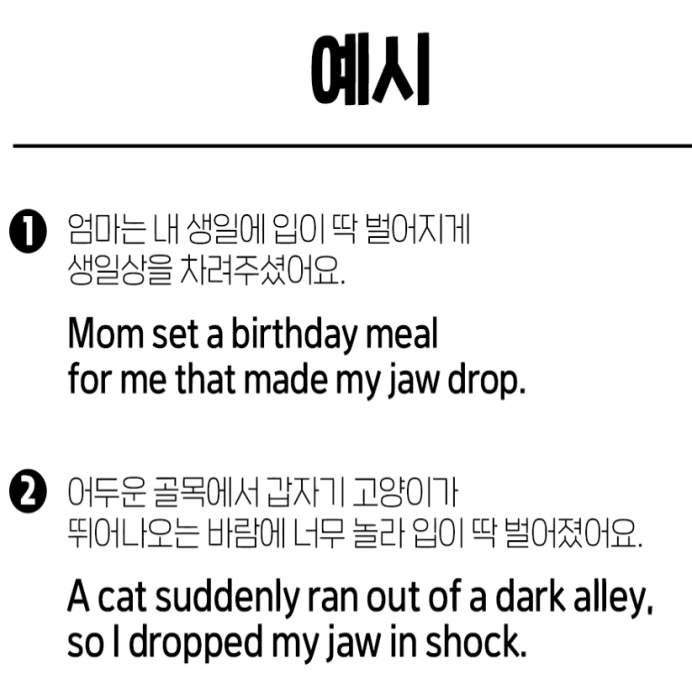 예시
1 엄마는 내 생일에 입이 딱 벌어지게
생일상을 차려주셨어요.
Mom set a birthday meal
for me that made my jaw drop.
2 어두운 골목에서 갑자기 고양이가
뛰어나오는 바람에 너무 놀라 입이 딱 벌어졌어요.
A cat suddenly ran out of a dark alley,
so I dropped my jaw in shock.